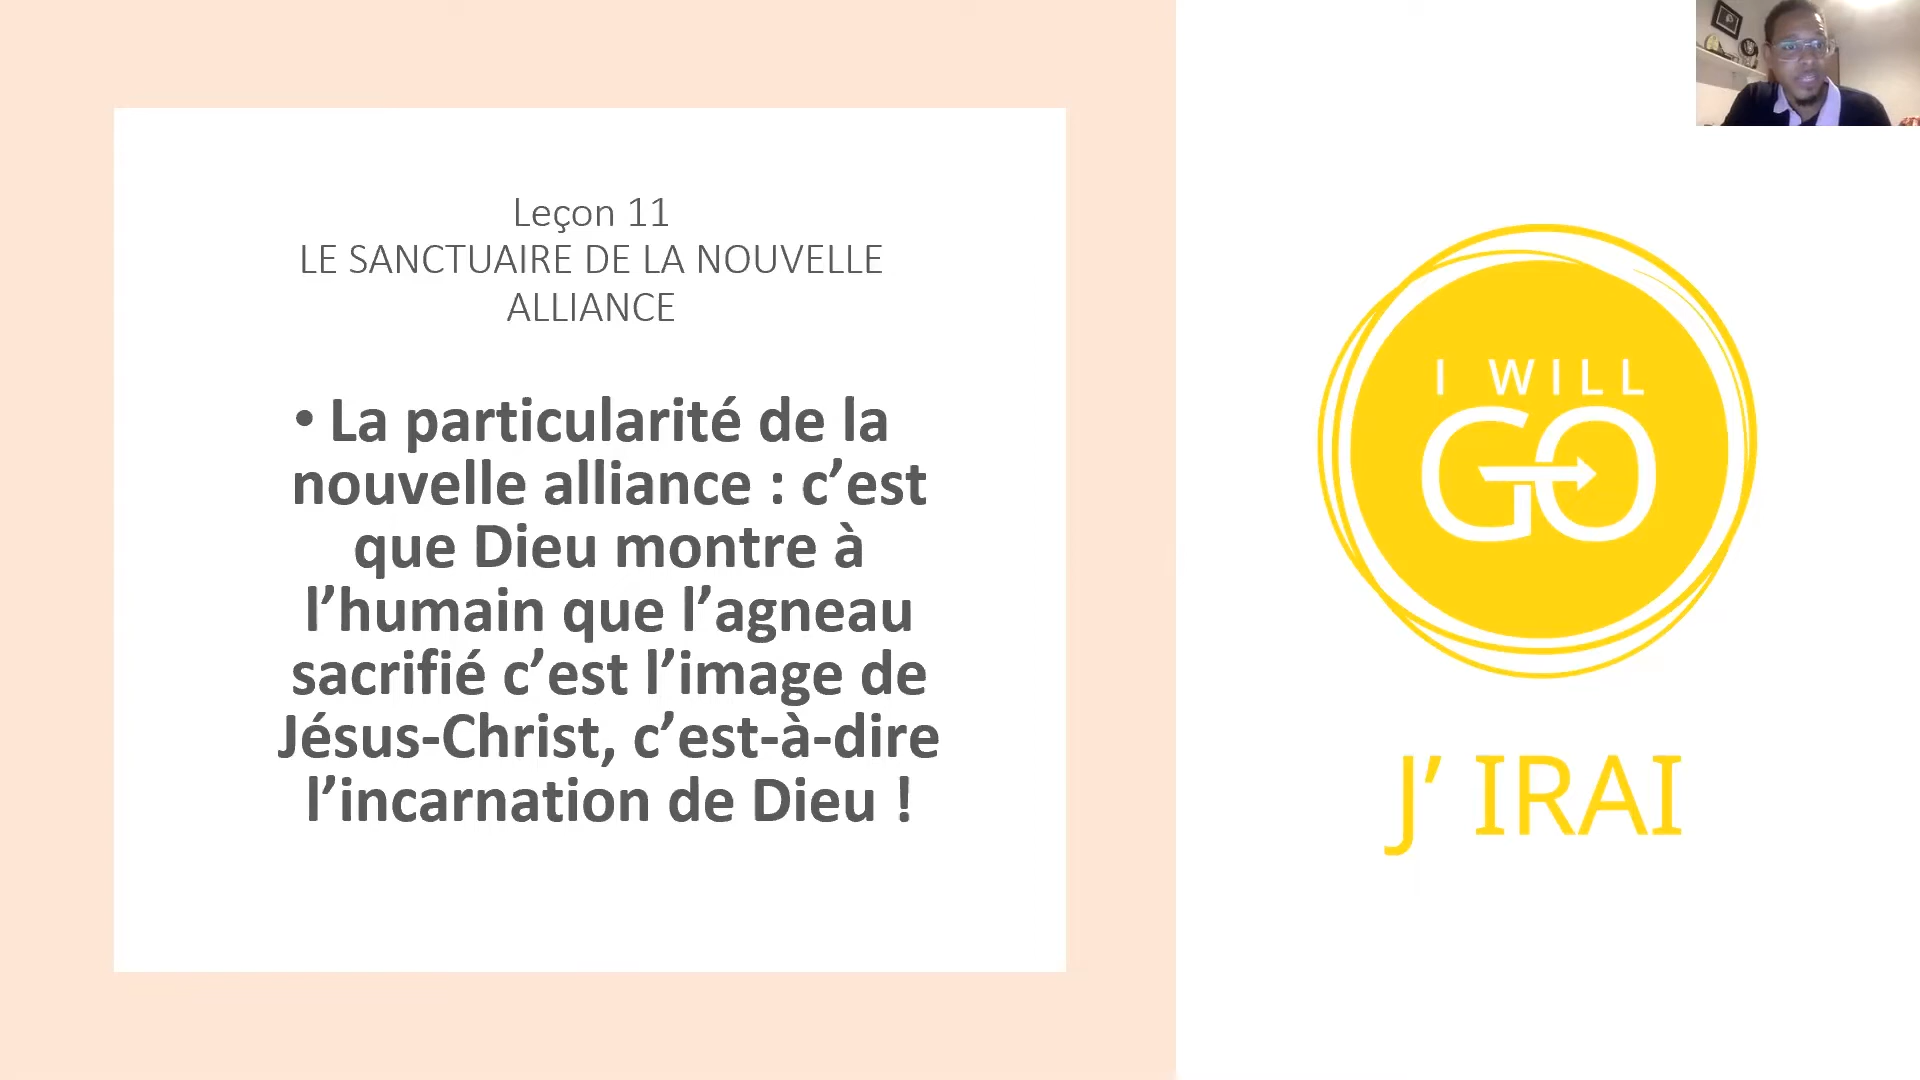 Leçon 11
LE SANCTUAIRE DE LA NOUVELLE
ALLIANCE
• La particularité de la
nouvelle alliance : c’est
que Dieu montre à
l’humain que l’agneau
sacrifié c’est l’image de
Jésus-Christ, c’est-à-dire
l’incarnation de Dieu !
I WILL
GO
J’ IRAI